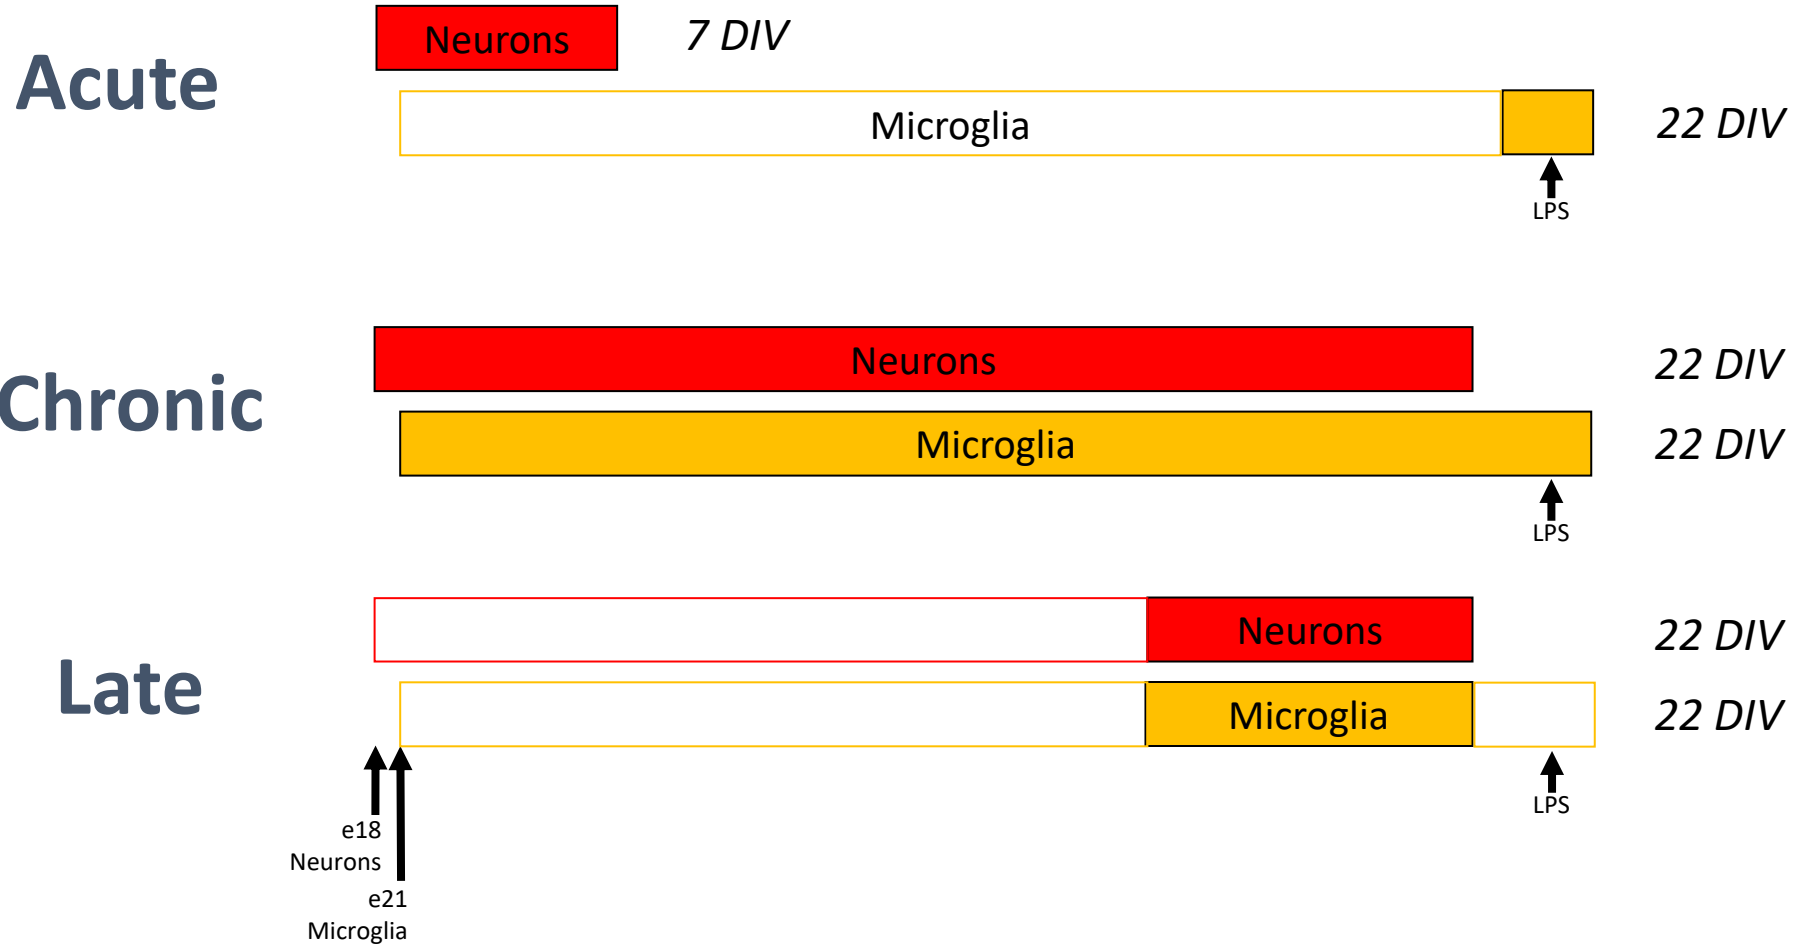 Acute
Neurons
7 DIV
Microglia
22 DIV
LPS
Chronic
Neurons
22 DIV
Microglia
22 DIV
LPS
Late
Neurons
22 DIV
Microglia
22 DIV
LPS
e18
Neurons
e21
Microglia